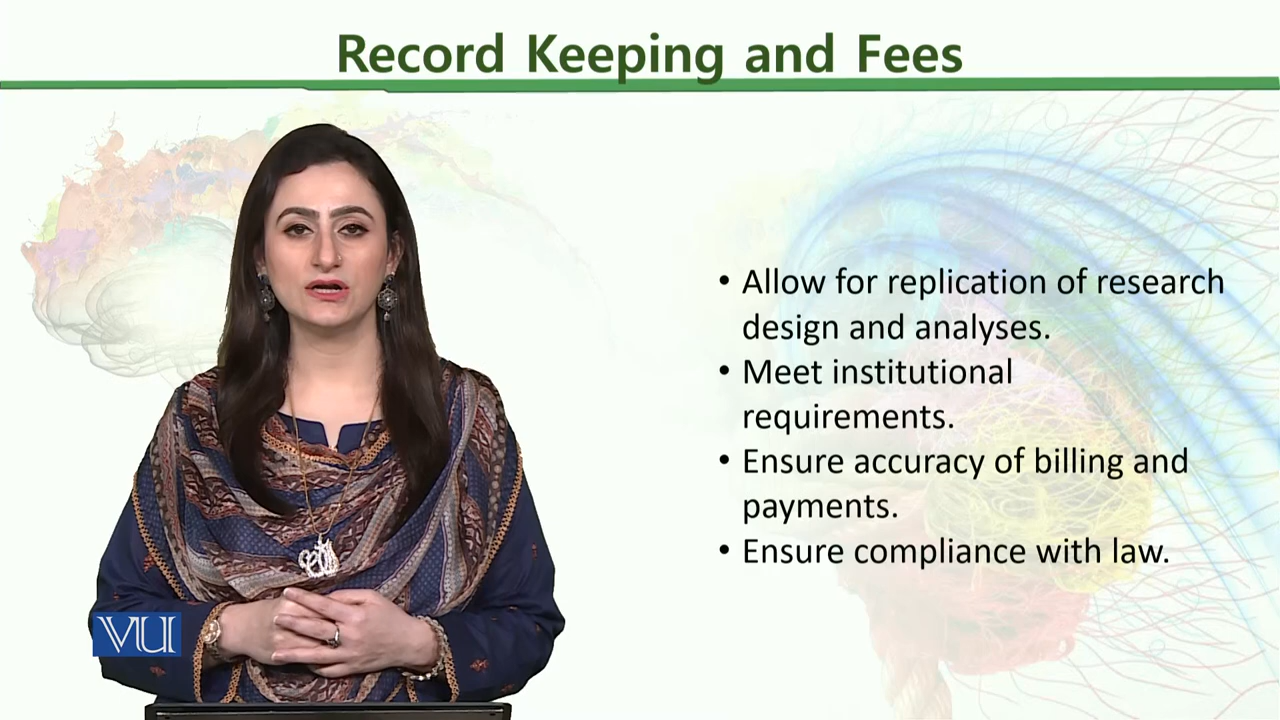 Record Keeping and Fees
• Allow for replication of research
design and analyses.
• Meet institutional
requirements.
• Ensure accuracy of billing and
payments.
• Ensure compliance with law.
VU